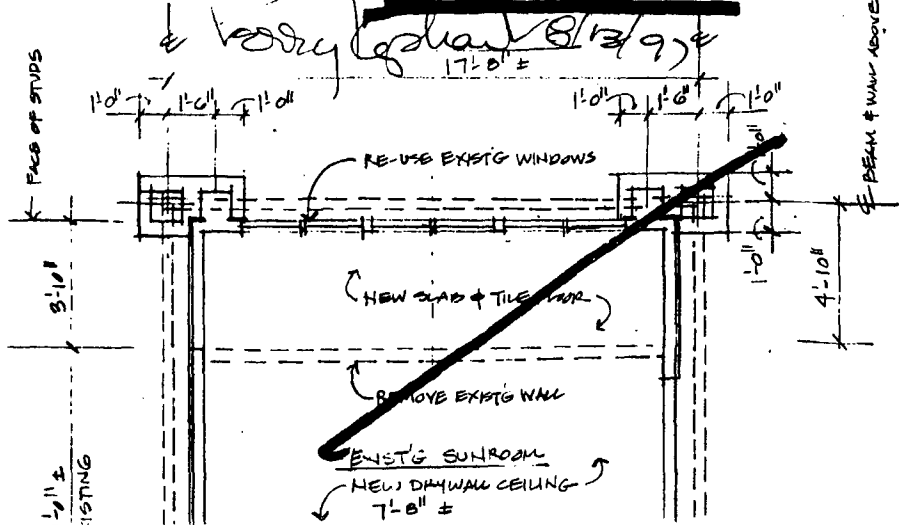 8/13/97
17'-8" ±
1'-0" 1'-6" 1'-0"
1'-0" 1'-6" 1'-0"
FACE OF STUDS
℄ BEAM & WALL ABOVE
RE-USE EXIST'G WINDOWS
1'-0"
1'-0"
3'-10"
4'-10"
NEW SLAB & TILE FLOOR
REMOVE EXIST'G WALL
EXIST'G SUNROOM
NEW DRYWALL CEILING
7'-8" ±